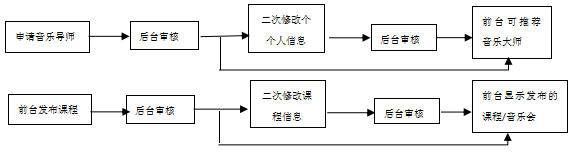 申请音乐导师
后台审核
二次修改个
个人信息
后台审核
前台可推荐
音乐大师
前台发布课程
后台审核
二次修改课
程信息
后台审核
前台显示发布的
课程/音乐会